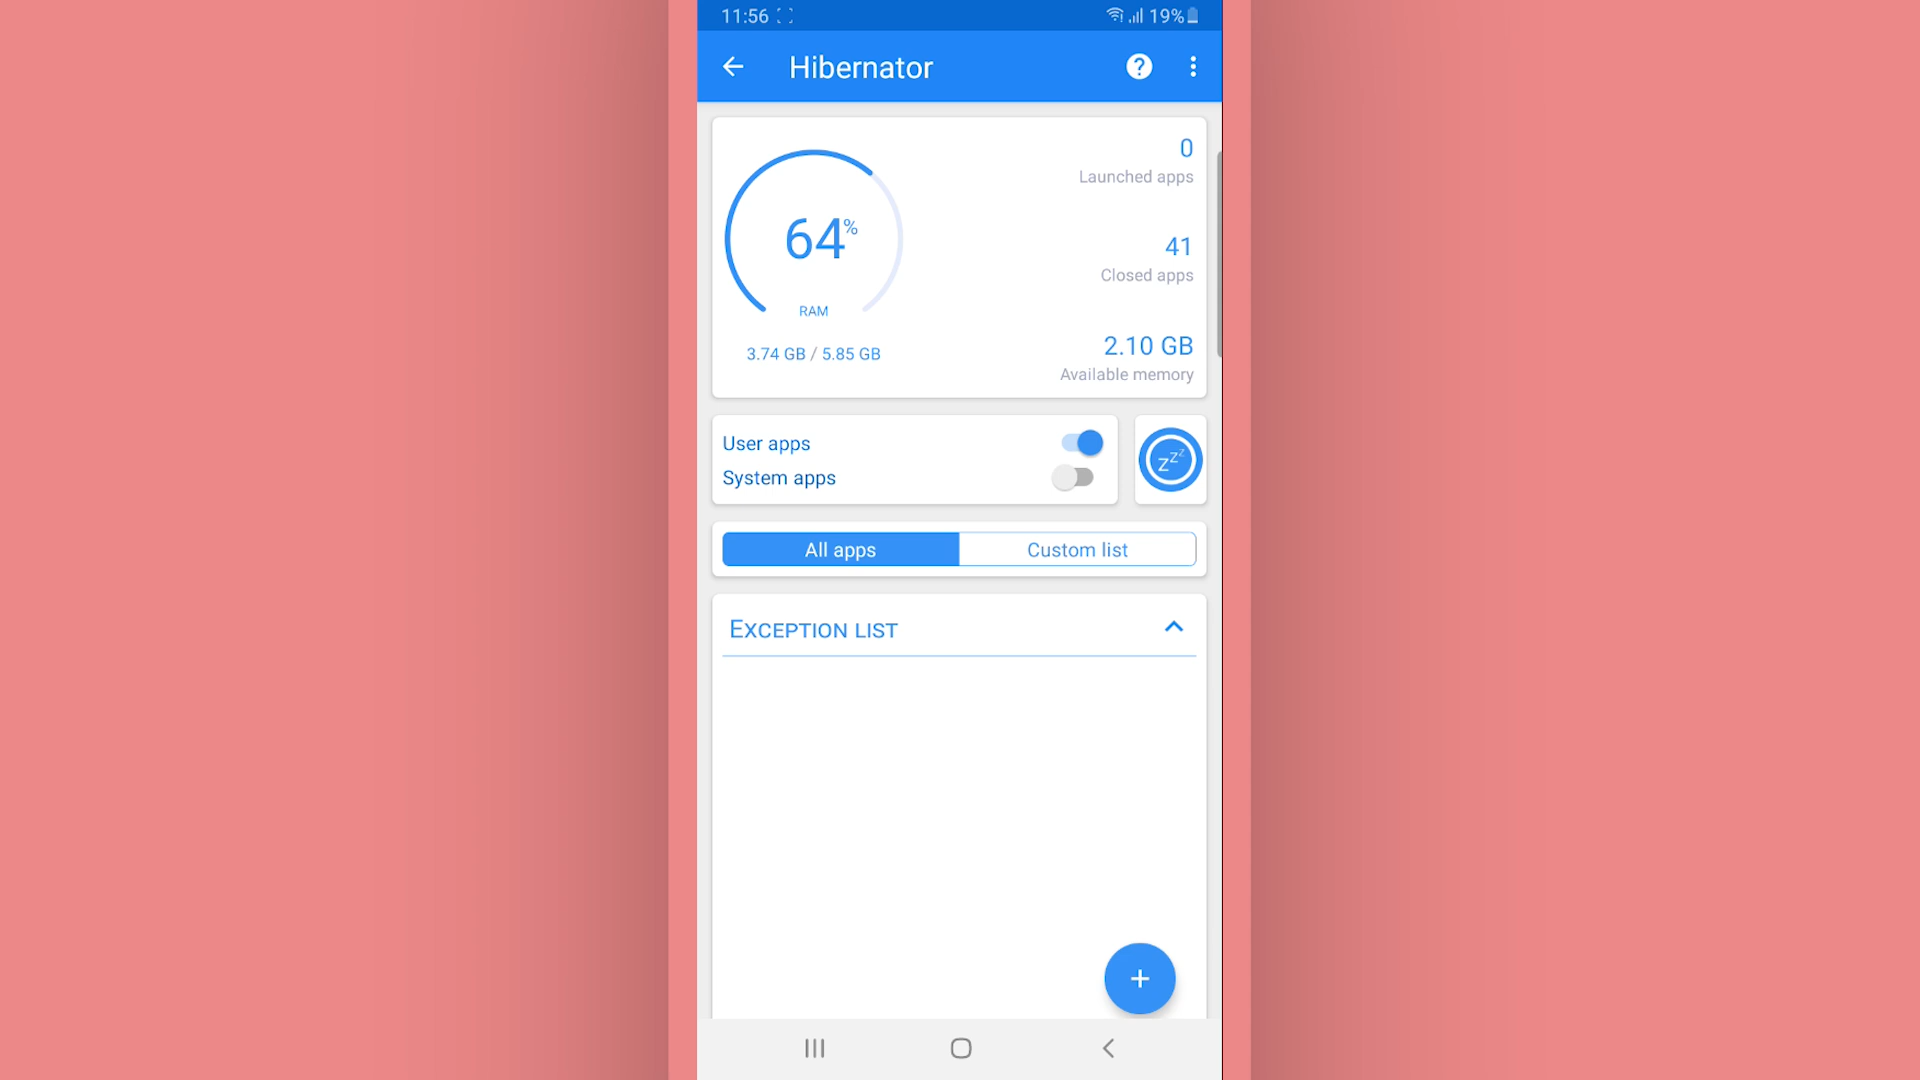 11:56
19%
Hibernator
?
0
Launched apps
64%
41
Closed apps
RAM
3.74 GB / 5.85 GB
2.10 GB
Available memory
User apps
System apps
zzz
All apps
Custom list
EXCEPTION LIST
+